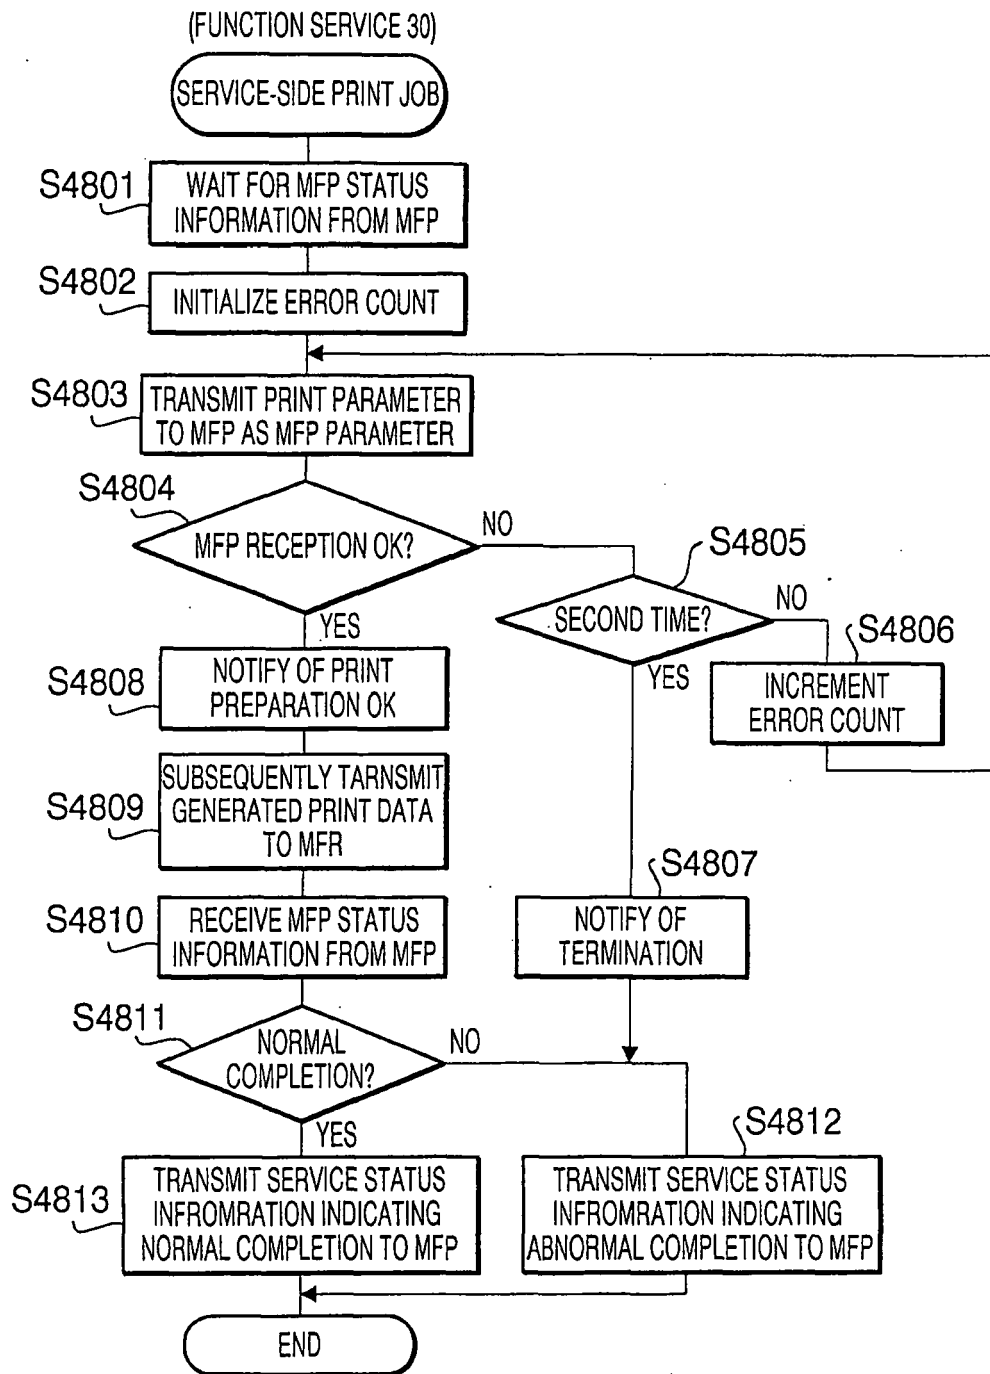 (FUNCTION SERVICE 30)
SERVICE-SIDE PRINT JOB
S4801
WAIT FOR MFP STATUS
INFORMATION FROM MFP
S4802
INITIALIZE ERROR COUNT
S4803
TRANSMIT PRINT PARAMETER
TO MFP AS MFP PARAMETER
S4804
MFP RECEPTION OK?
NO
YES
S4805
SECOND TIME?
NO
YES
S4806
INCREMENT
ERROR COUNT
S4808
NOTIFY OF PRINT
PREPARATION OK
S4809
SUBSEQUENTLY TARNSMIT
GENERATED PRINT DATA
TO MFR
S4807
NOTIFY OF
TERMINATION
S4810
RECEIVE MFP STATUS
INFORMATION FROM MFP
S4811
NORMAL
COMPLETION?
NO
YES
S4812
TRANSMIT SERVICE STATUS
INFROMRATION INDICATING
ABNORMAL COMPLETION TO MFP
S4813
TRANSMIT SERVICE STATUS
INFROMRATION INDICATING
NORMAL COMPLETION TO MFP
END